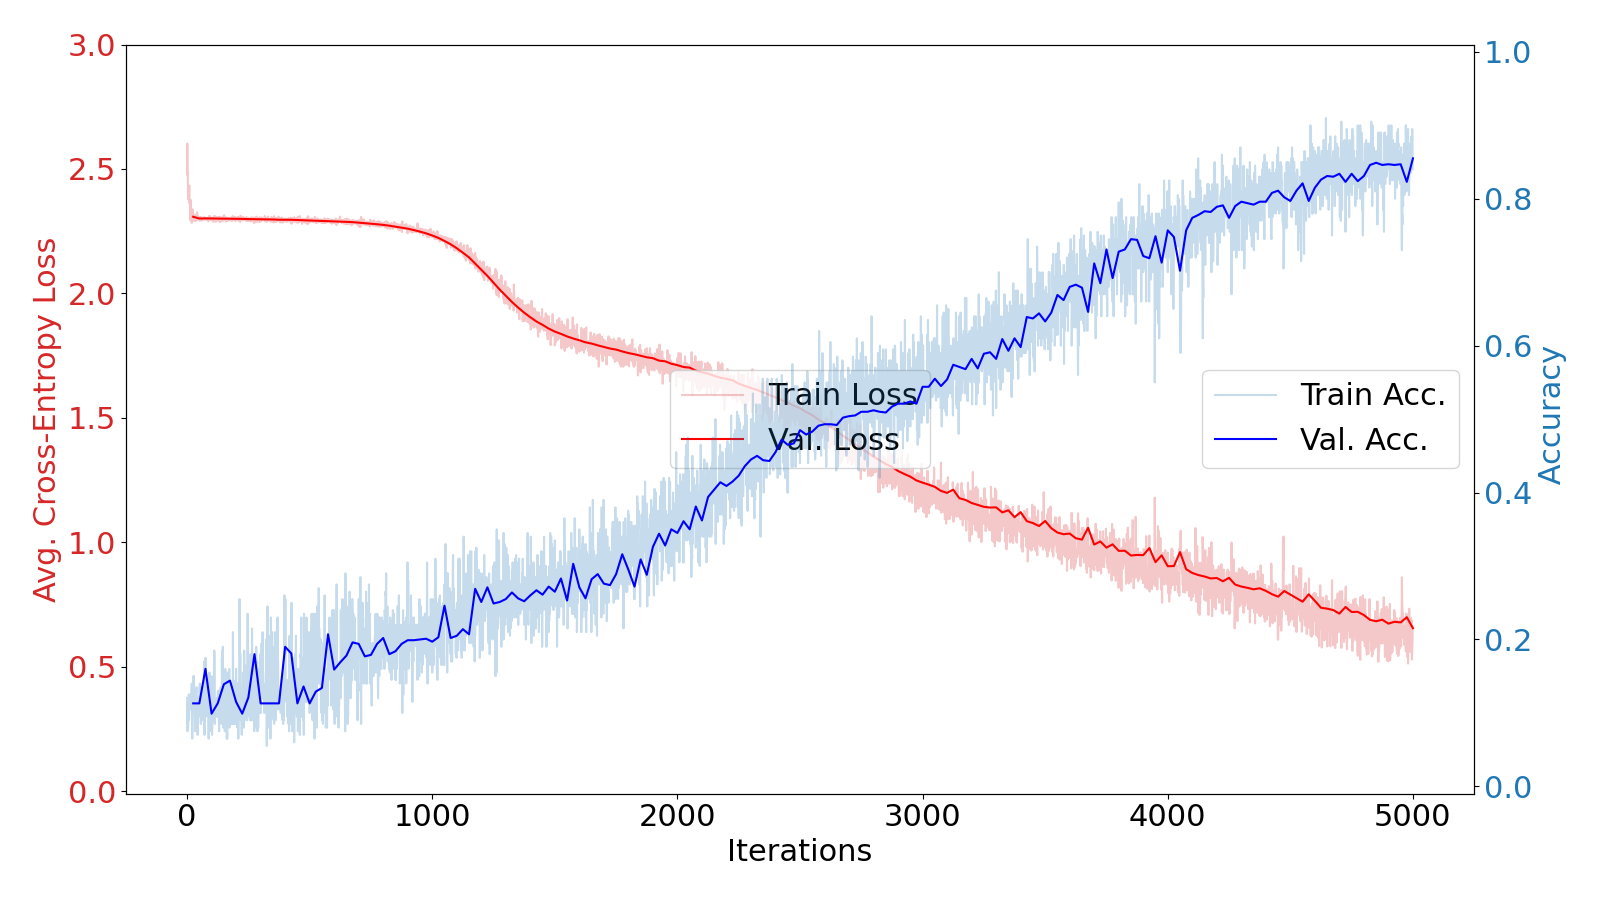 3.0
2.5
2.0
1.5
1.0
0.5
0.0
Avg. Cross-Entropy Loss
Train Loss
Val. Loss
Train Acc.
Val. Acc.
1.0
0.8
0.6
0.4
0.2
0.0
Accuracy
0 1000 2000 3000 4000 5000
Iterations